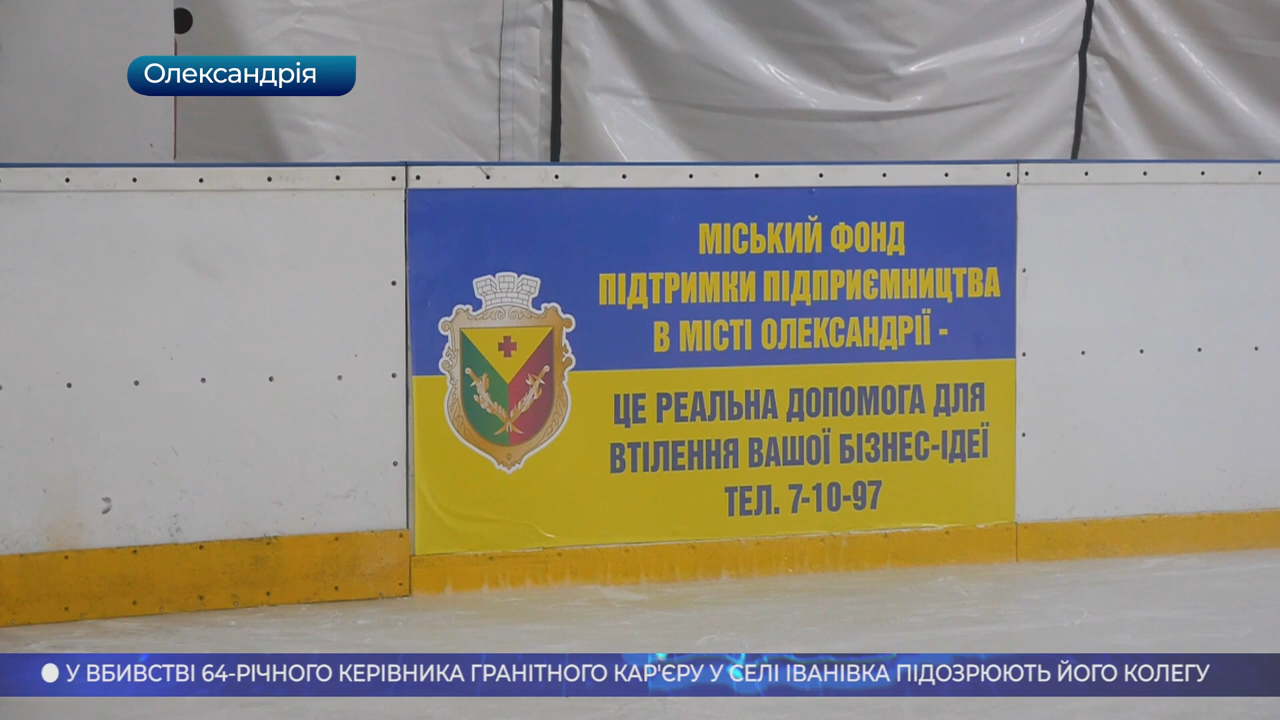 Олександрія
МІСЬКИЙ ФОНД
ПІДТРИМКИ ПІДПРИЄМНИЦТВА
В МІСТІ ОЛЕКСАНДРІЇ -
ЦЕ РЕАЛЬНА ДОПОМОГА ДЛЯ
ВТІЛЕННЯ ВАШОЇ БІЗНЕС-ІДЕЇ
ТЕЛ. 7-10-97
У ВБИВСТВІ 64-РІЧНОГО КЕРІВНИКА ГРАНІТНОГО КАР'ЄРУ У СЕЛІ ІВАНІВКА ПІДОЗРЮЮТЬ ЙОГО КОЛЕГУ